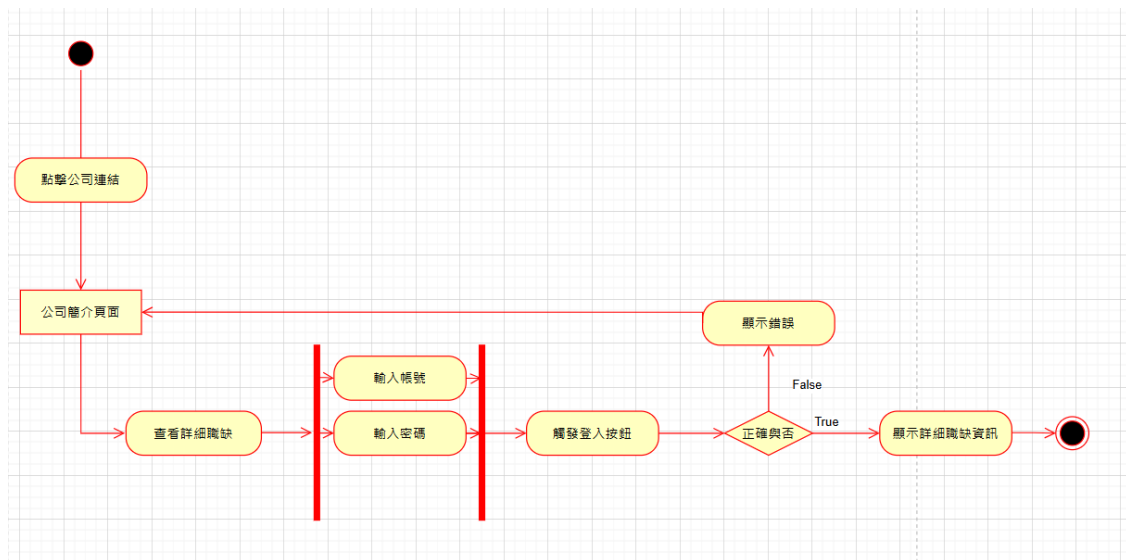 點擊公司連結
公司簡介頁面
顯示錯誤
輸入帳號
False
查看詳細職缺
輸入密碼
觸發登入按鈕
正確與否
True
顯示詳細職缺資訊